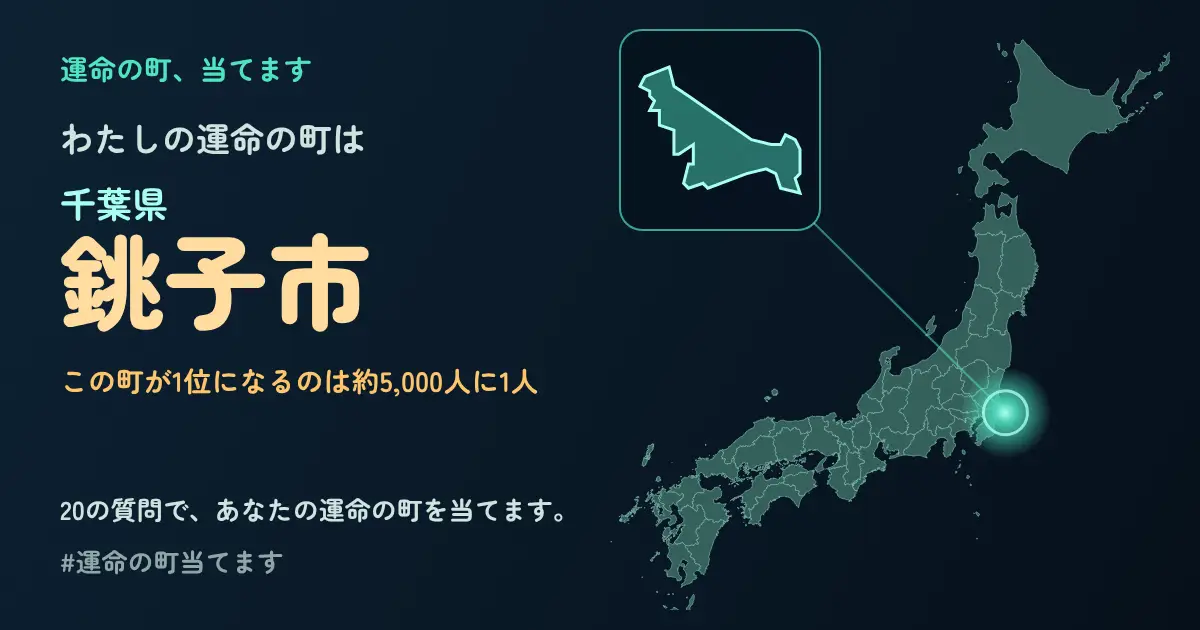 運命の町、当てます
わたしの運命の町は
千葉県
銚子市
この町が1位になるのは約5,000人に1人
20の質問で、あなたの運命の町を当てます。
#運命の町当てます